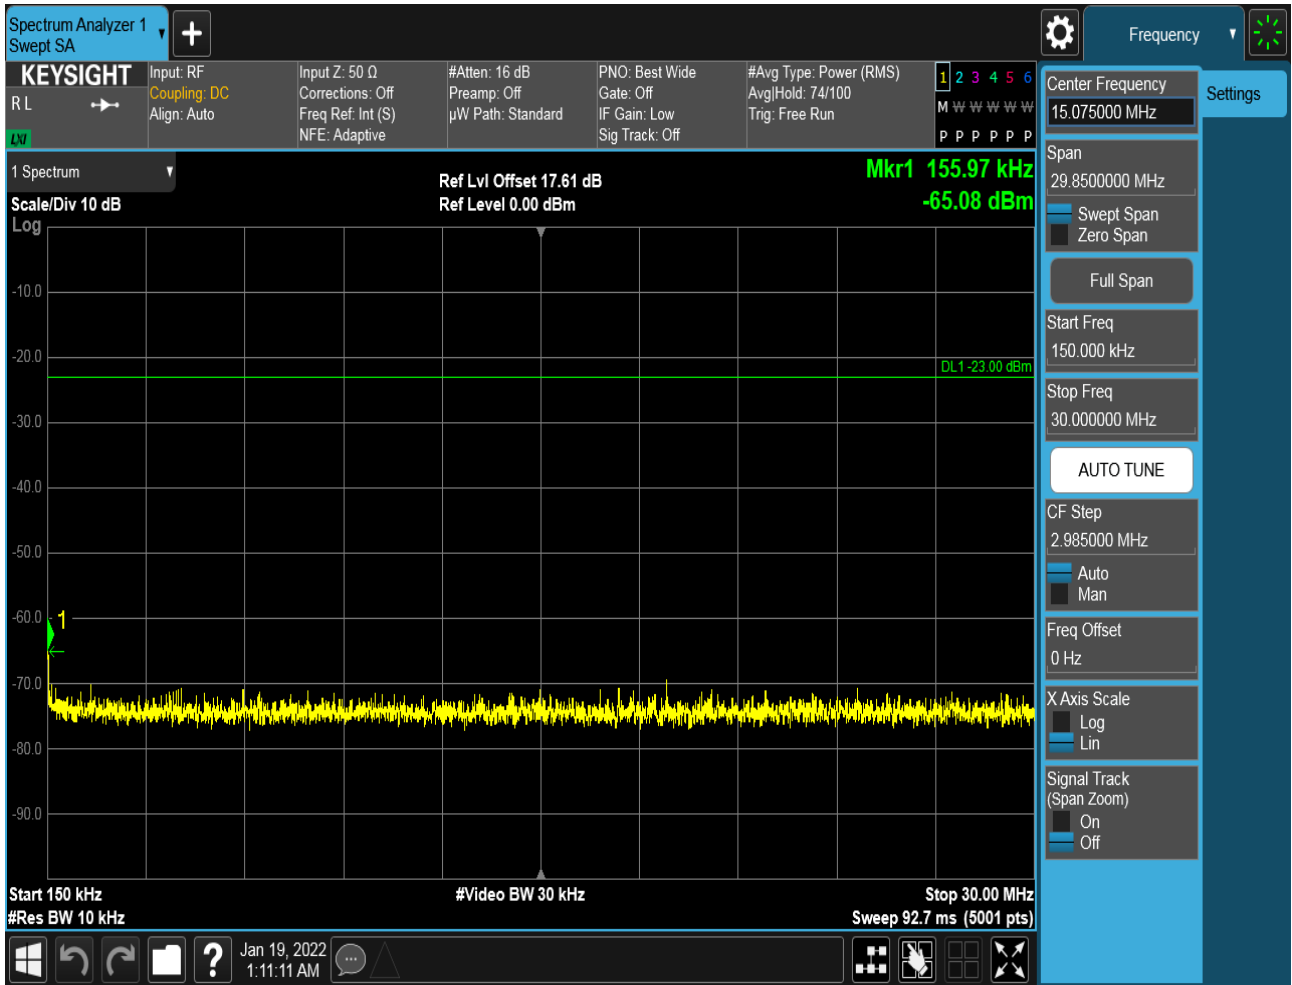 Spectrum Analyzer 1
Swept SA
Frequency
KEYSIGHT
R L
LXI
Input: RF
Coupling: DC
Align: Auto
Input Z: 50 Ω
Corrections: Off
Freq Ref: Int (S)
NFE: Adaptive
#Atten: 16 dB
Preamp: Off
µW Path: Standard
PNO: Best Wide
Gate: Off
IF Gain: Low
Sig Track: Off
#Avg Type: Power (RMS)
Avg|Hold: 74/100
Trig: Free Run
1 2 3 4 5 6
M W W W W W
P P P P P P
1 Spectrum
Scale/Div 10 dB
Log
Ref Lvl Offset 17.61 dB
Ref Level 0.00 dBm
Mkr1 155.97 kHz
-65.08 dBm
-10.0
-20.0
DL1 -23.00 dBm
-30.0
-40.0
-50.0
-60.0
1
-70.0
-80.0
-90.0
Start 150 kHz
#Res BW 10 kHz
#Video BW 30 kHz
Stop 30.00 MHz
Sweep 92.7 ms (5001 pts)
?
Jan 19, 2022
1:11:11 AM
Center Frequency
15.075000 MHz
Settings
Span
29.8500000 MHz
Swept Span
Zero Span
Full Span
Start Freq
150.000 kHz
Stop Freq
30.000000 MHz
AUTO TUNE
CF Step
2.985000 MHz
Auto
Man
Freq Offset
0 Hz
X Axis Scale
Log
Lin
Signal Track
(Span Zoom)
On
Off